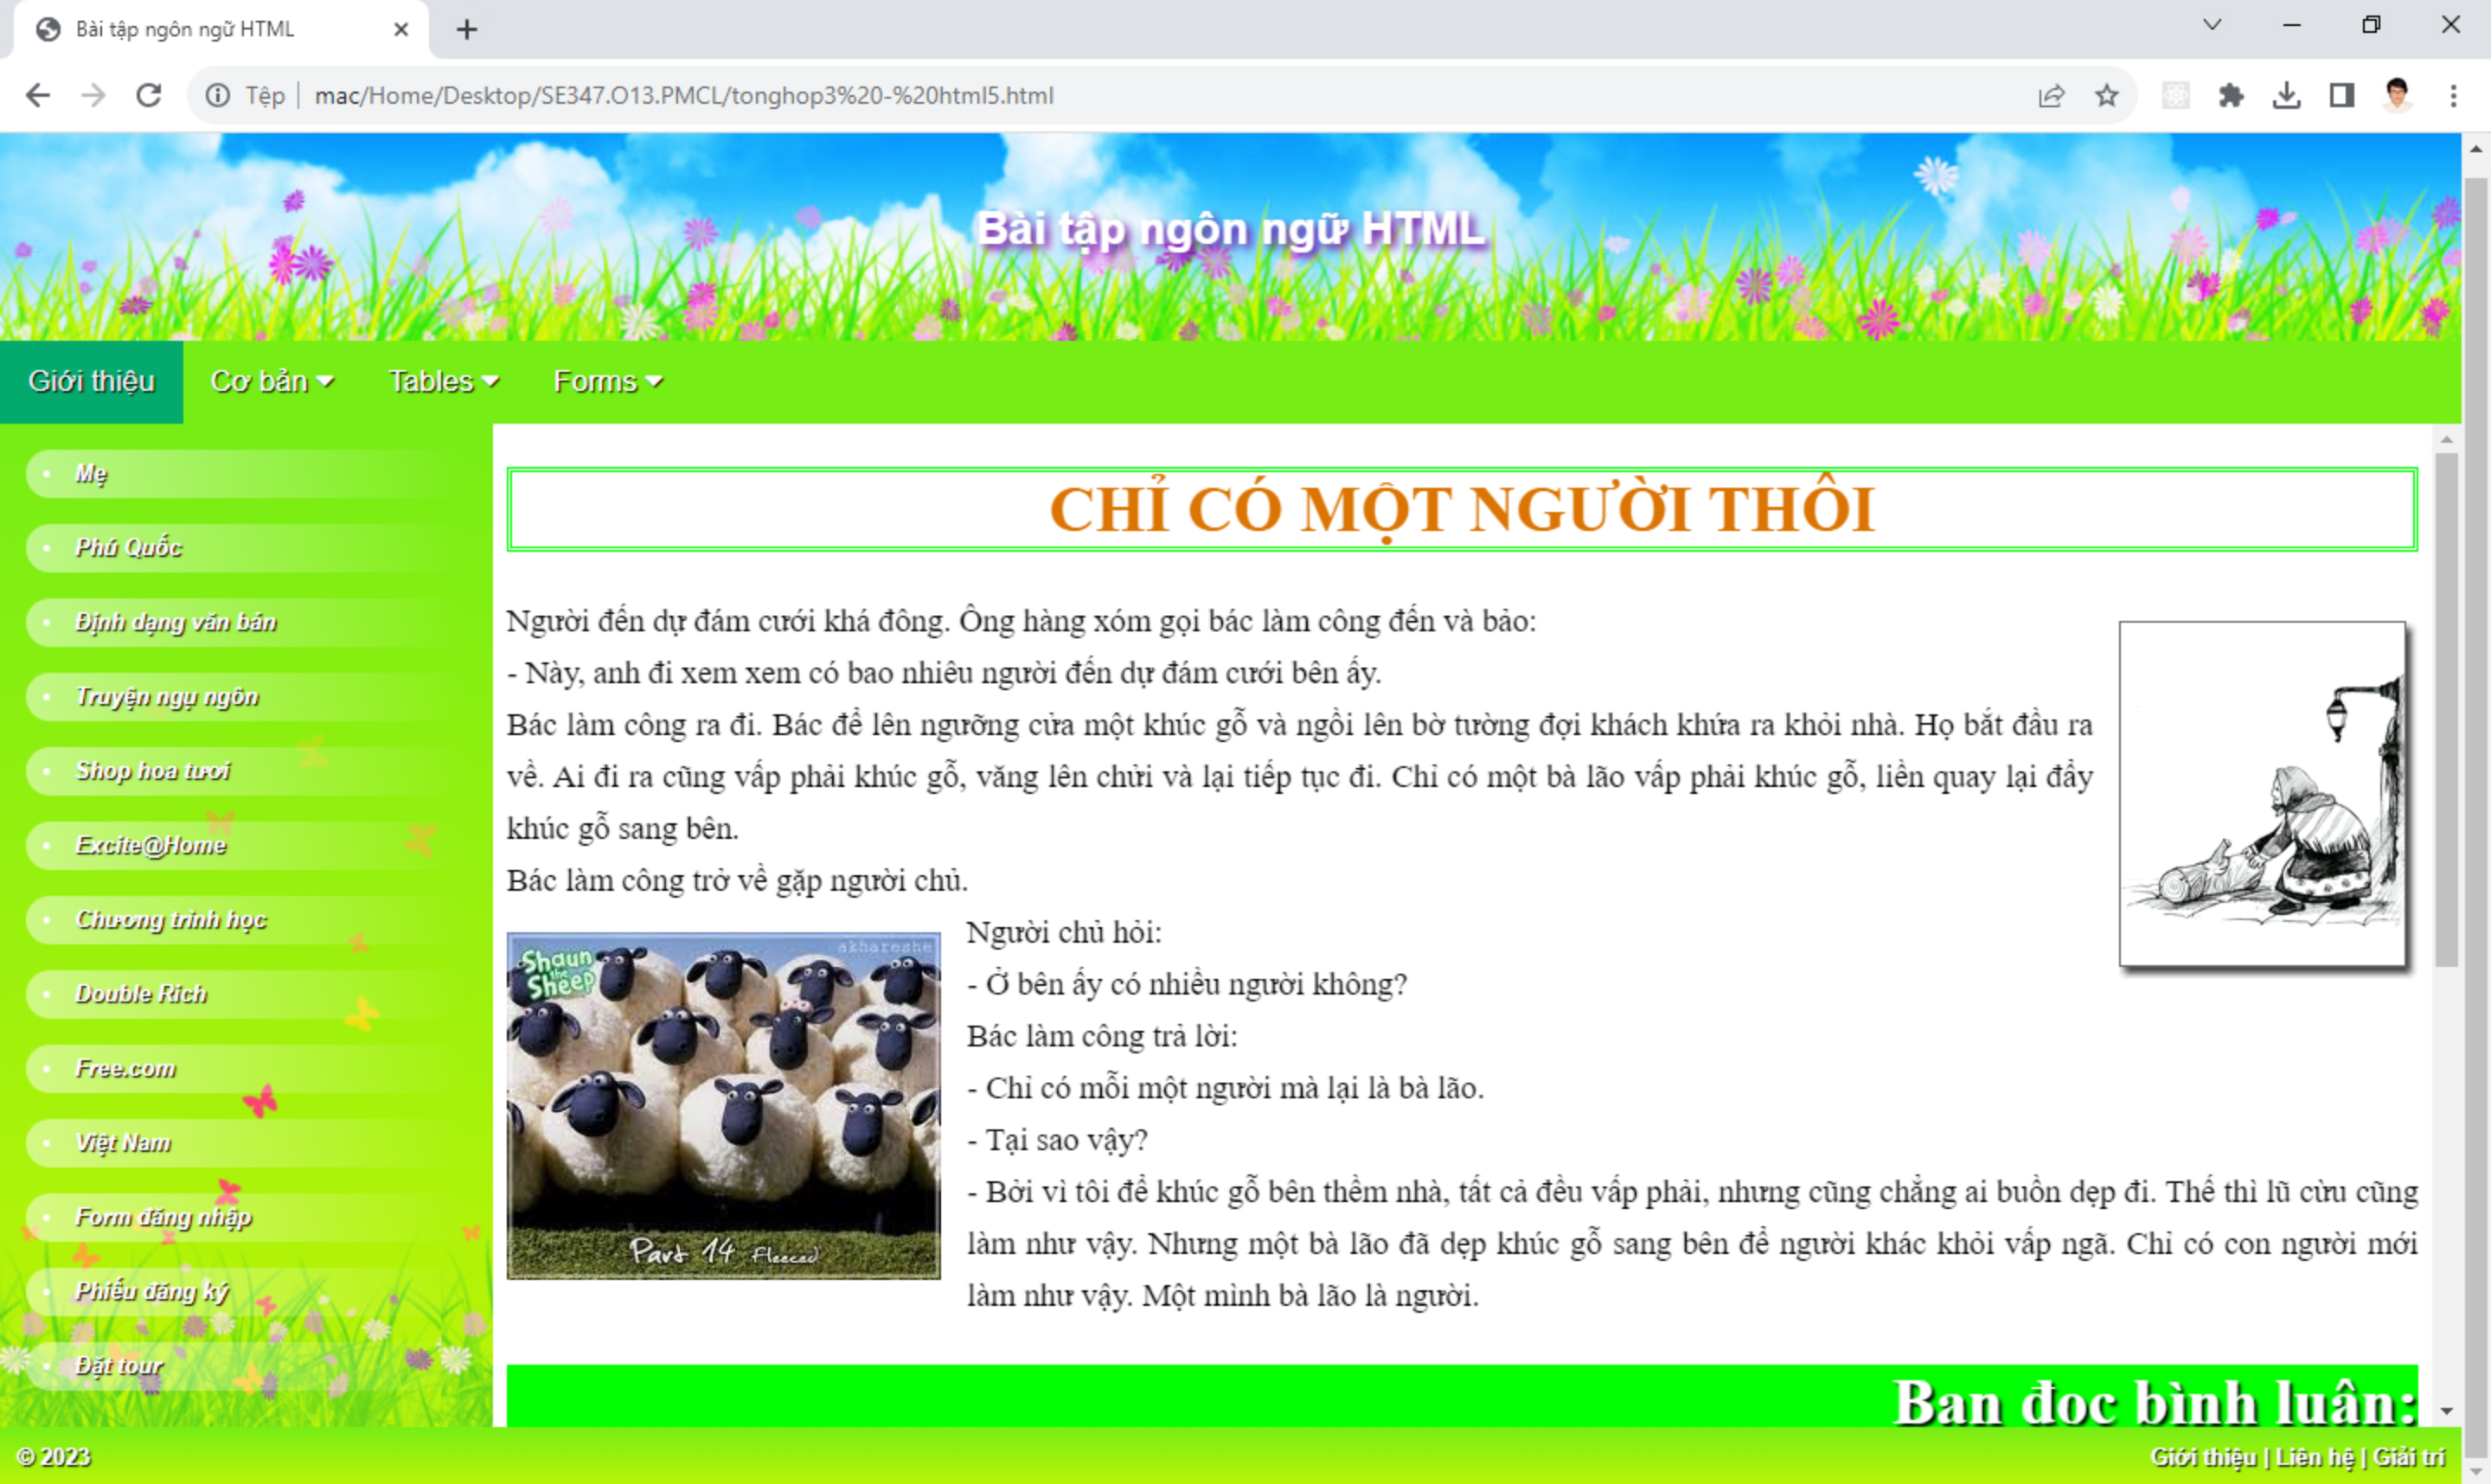 Bài tập ngôn ngữ HTML
Tệp | mac/Home/Desktop/SE347.O13.PMCL/tonghop3%20-%20html5.html
Bài tập ngôn ngữ HTML
Giới thiệu Cơ bản Tables Forms
Mẹ
Phú Quốc
Định dạng văn bản
Truyện ngụ ngôn
Shop hoa tươi
Excite@Home
Chương trình học
Double Rich
Free.com
Việt Nam
Form đăng nhập
Phiếu đăng ký
Đặt tour
CHỈ CÓ MỘT NGƯỜI THÔI
Người đến dự đám cưới khá đông. Ông hàng xóm gọi bác làm công đến và bảo:
- Này, anh đi xem xem có bao nhiêu người đến dự đám cưới bên ấy.
Bác làm công ra đi. Bác để lên ngưỡng cửa một khúc gỗ và ngồi lên bờ tường đợi khách khứa ra khỏi nhà. Họ bắt đầu ra
về. Ai đi ra cũng vấp phải khúc gỗ, văng lên chửi và lại tiếp tục đi. Chỉ có một bà lão vấp phải khúc gỗ, liền quay lại đẩy
khúc gỗ sang bên.
Bác làm công trở về gặp người chủ.
akhareshe
Shaun
the
Sheep
Part 14 Fleeced
Người chủ hỏi:
- Ở bên ấy có nhiều người không?
Bác làm công trả lời:
- Chỉ có mỗi một người mà lại là bà lão.
- Tại sao vậy?
- Bởi vì tôi để khúc gỗ bên thềm nhà, tất cả đều vấp phải, nhưng cũng chẳng ai buồn dẹp đi. Thế thì lũ cừu cũng
làm như vậy. Nhưng một bà lão đã dẹp khúc gỗ sang bên để người khác khỏi vấp ngã. Chỉ có con người mới
làm như vậy. Một mình bà lão là người.
Bạn đọc bình luận:
© 2023
Giới thiệu | Liên hệ | Giải trí